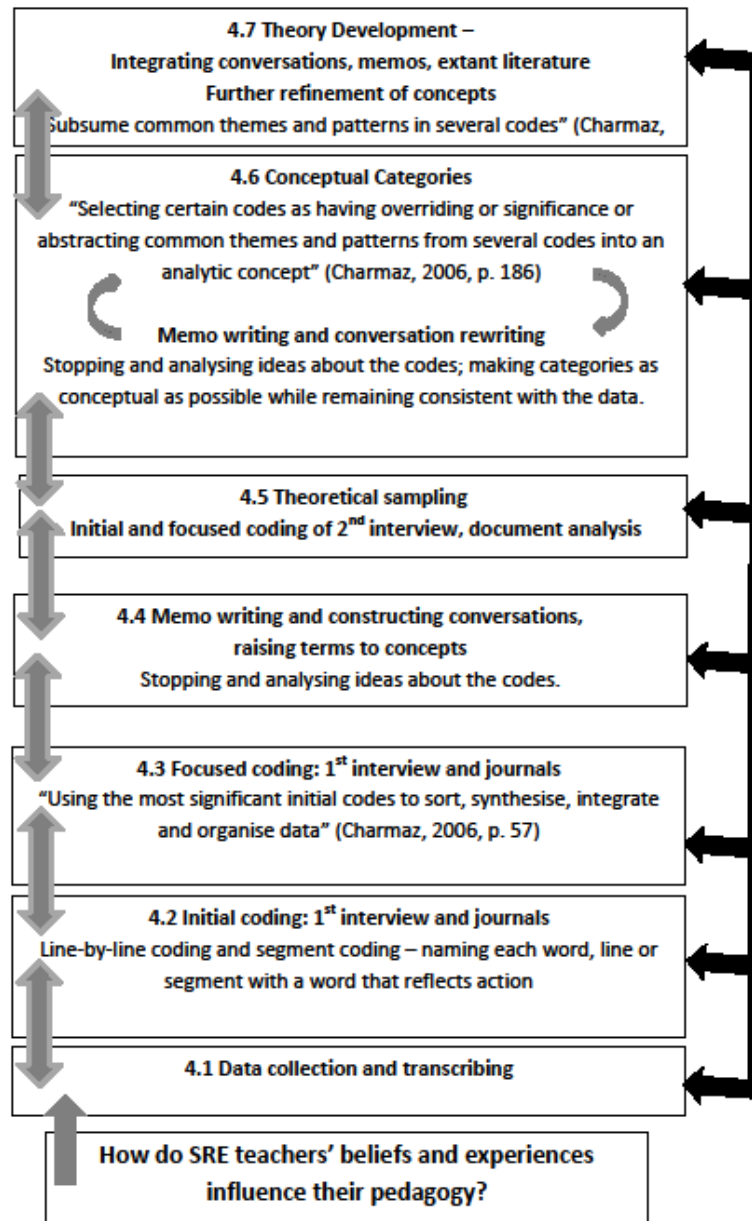 4.7 Theory Development –
Integrating conversations, memos, extant literature
Further refinement of concepts
Subsume common themes and patterns in several codes” (Charmaz,
4.6 Conceptual Categories
“Selecting certain codes as having overriding or significance or
abstracting common themes and patterns from several codes into an
analytic concept” (Charmaz, 2006, p. 186)
Memo writing and conversation rewriting
Stopping and analysing ideas about the codes; making categories as
conceptual as possible while remaining consistent with the data.
4.5 Theoretical sampling
Initial and focused coding of 2nd interview, document analysis
4.4 Memo writing and constructing conversations,
raising terms to concepts
Stopping and analysing ideas about the codes.
4.3 Focused coding: 1st interview and journals
“Using the most significant initial codes to sort, synthesise, integrate
and organise data” (Charmaz, 2006, p. 57)
4.2 Initial coding: 1st interview and journals
Line-by-line coding and segment coding – naming each word, line or
segment with a word that reflects action
4.1 Data collection and transcribing
How do SRE teachers’ beliefs and experiences
influence their pedagogy?